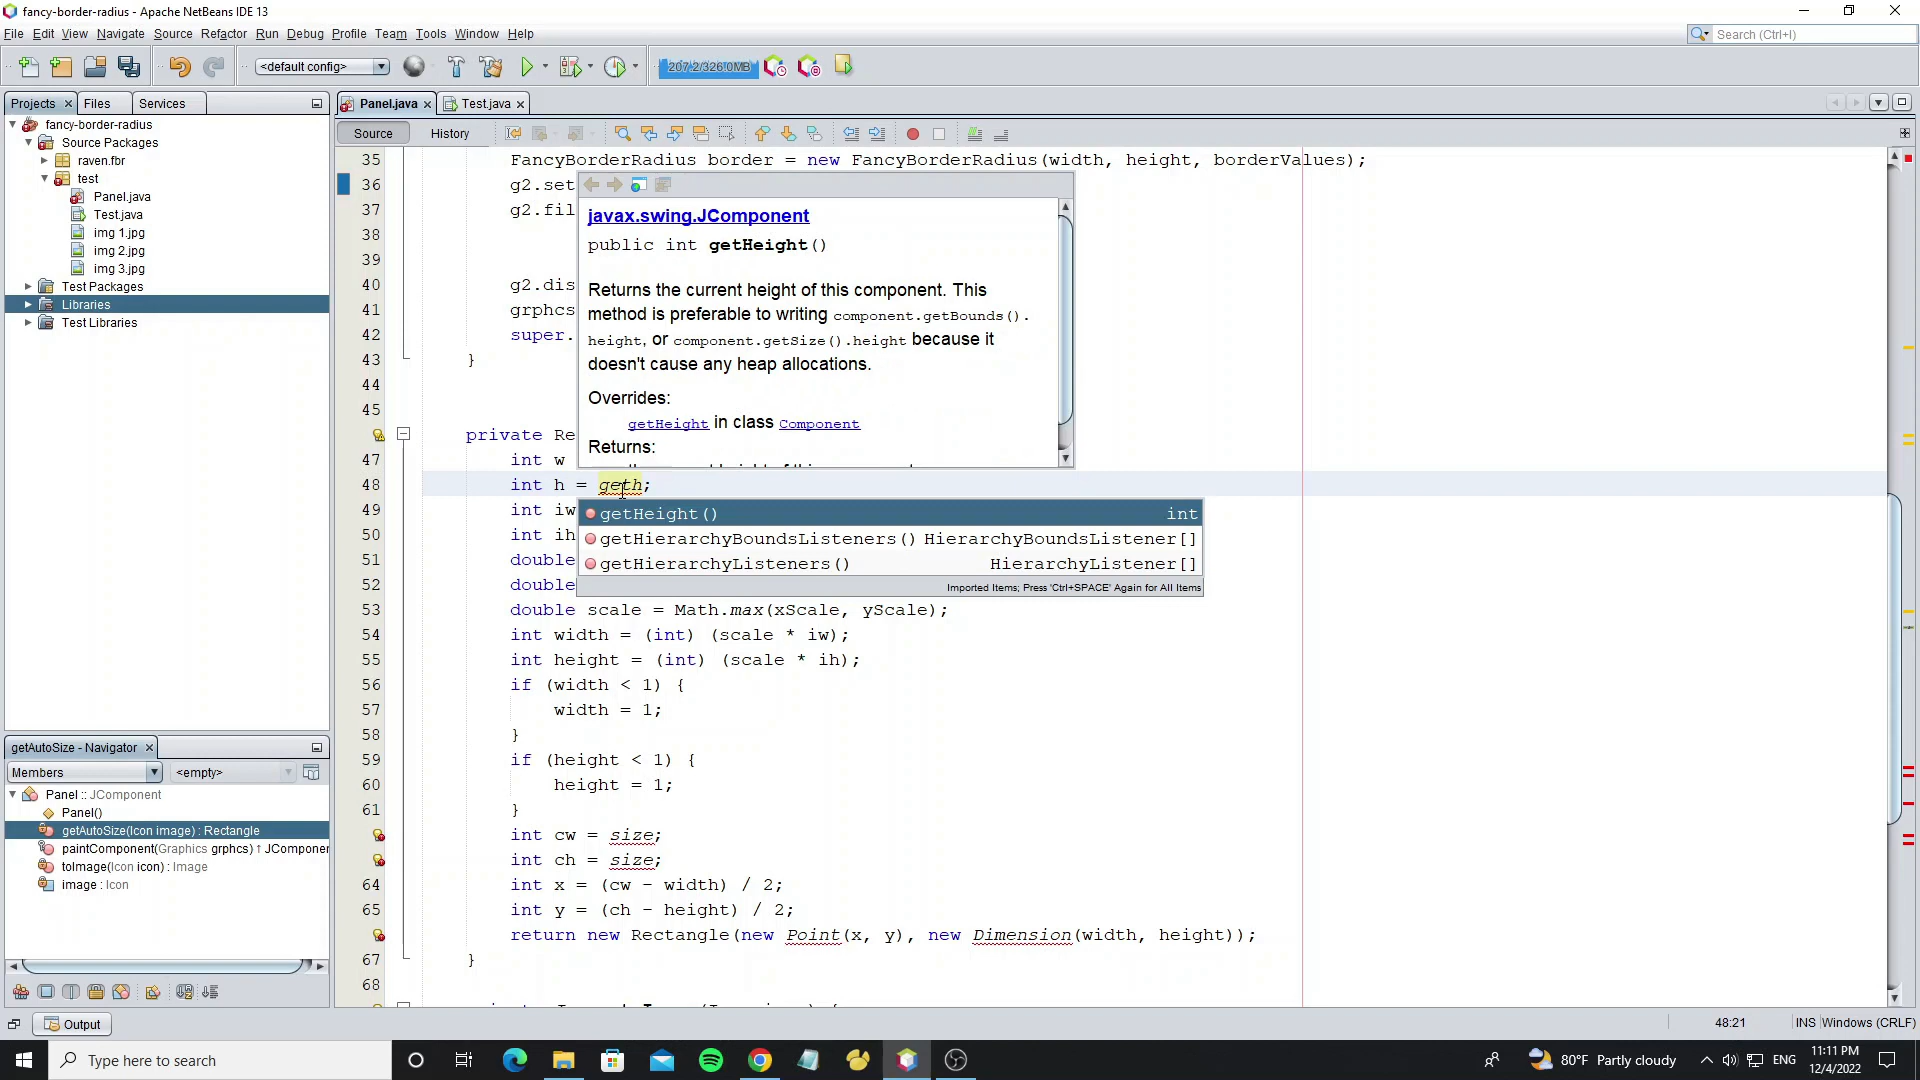 fancy-border-radius - Apache NetBeans IDE 13
File Edit View Navigate Source Refactor Run Debug Profile Team Tools Window Help
Search (Ctrl+I)
<default config>
207.2/326.0MB
Projects Files Services
Panel.java Test.java
fancy-border-radius
Source Packages
raven.fbr
test
Panel.java
Test.java
img 1.jpg
img 2.jpg
img 3.jpg
Test Packages
Libraries
Test Libraries
Source History
35 FancyBorderRadius border = new FancyBorderRadius(width, height, borderValues);
36 g2.set
37 g2.fil
38
39
40 g2.dis
41 grphcs
42 super.
43 }
44
45
private Re
47 int w
48 int h = geth;
49 int iw
50 int ih
51 double
52 double
53 double scale = Math.max(xScale, yScale);
54 int width = (int) (scale * iw);
55 int height = (int) (scale * ih);
56 if (width < 1) {
57 width = 1;
58 }
59 if (height < 1) {
60 height = 1;
61 }
int cw = size;
int ch = size;
64 int x = (cw - width) / 2;
65 int y = (ch - height) / 2;
return new Rectangle(new Point(x, y), new Dimension(width, height));
67 }
68
javax.swing.JComponent
public int getHeight()
Returns the current height of this component. This
method is preferable to writing component.getBounds().
height, or component.getSize().height because it
doesn't cause any heap allocations.
Overrides:
getHeight in class Component
Returns:
getHeight() int
getHierarchyBoundsListeners() HierarchyBoundsListener[]
getHierarchyListeners() HierarchyListener[]
Imported Items; Press 'Ctrl+SPACE' Again for All Items
getAutoSize - Navigator
Members <empty>
Panel :: JComponent
Panel()
getAutoSize(Icon image) : Rectangle
paintComponent(Graphics grphcs) ↑ JComponer
toImage(Icon icon) : Image
image : Icon
Output
48:21 INS Windows (CRLF)
Type here to search
80°F Partly cloudy
ENG
11:11 PM
12/4/2022